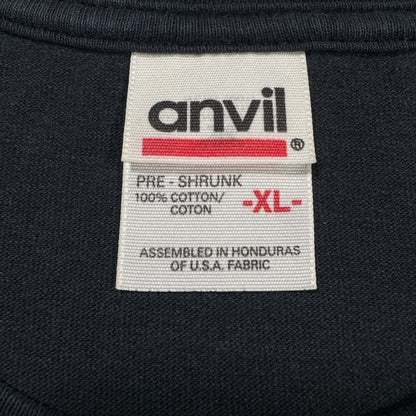 anvil®
PRE - SHRUNK
100% COTTON/
COTON
-XL-
ASSEMBLED IN HONDURAS
OF U.S.A. FABRIC